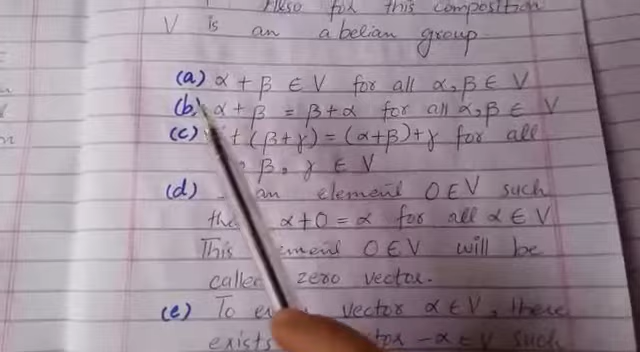 Also for this composition
V is an abelian group.
(a) α + β ∈ V for all α, β ∈ V
(b) α + β = β + α for all α, β ∈ V
(c) + (β + γ) = (α + β) + γ for all
β, γ ∈ V
(d) an element 0 ∈ V such
α + 0 = α for all α ∈ V
This 0 ∈ V will be
called zero vector.
(e) To vector α ∈ V, there
exists -α ∈ V such